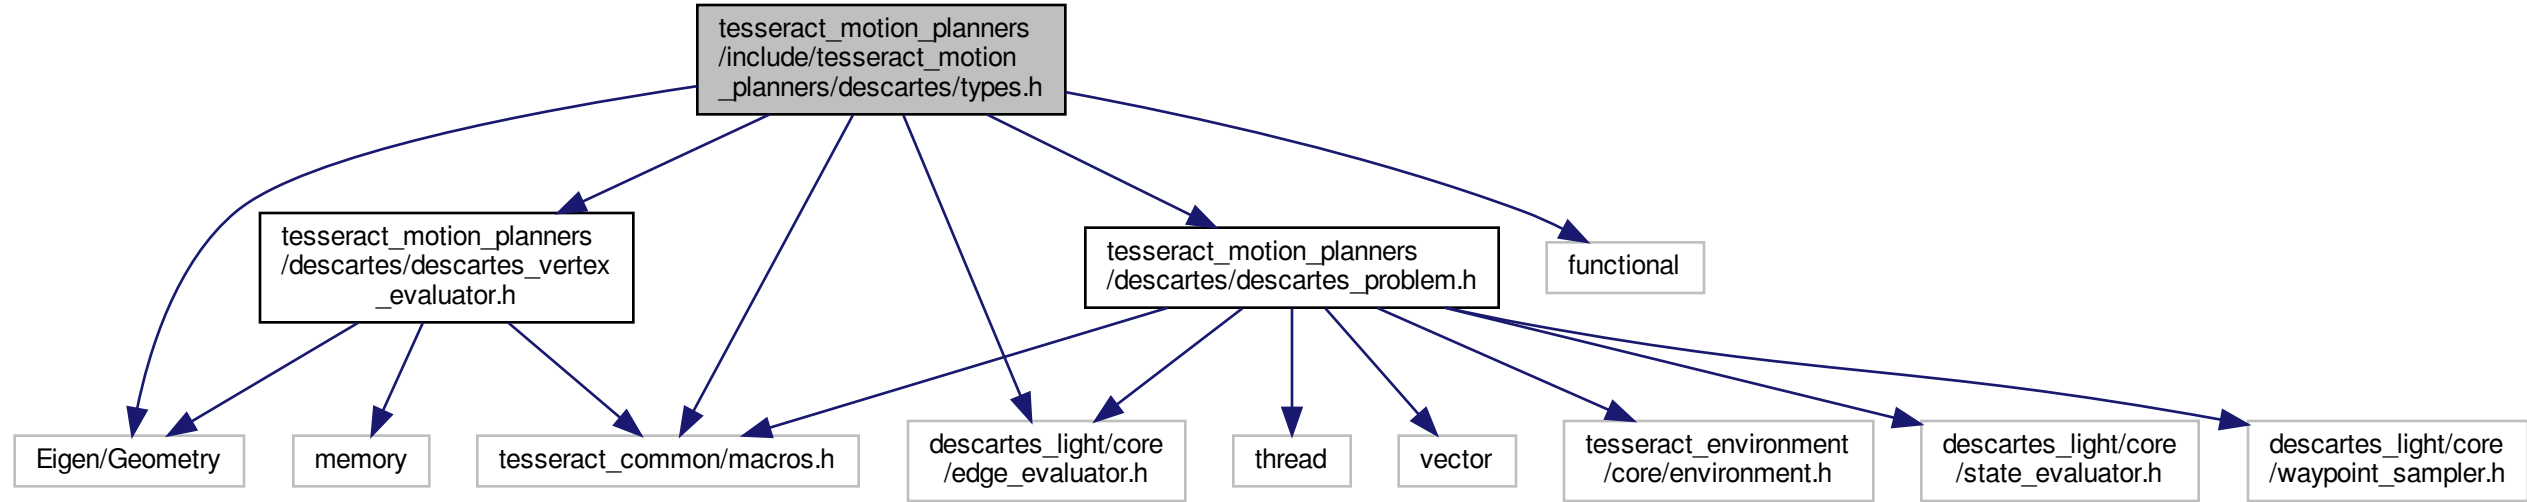 tesseract_motion_planners
/include/tesseract_motion
_planners/descartes/types.h
tesseract_motion_planners
/descartes/descartes_vertex
_evaluator.h
tesseract_motion_planners
/descartes/descartes_problem.h
functional
Eigen/Geometry
memory
tesseract_common/macros.h
descartes_light/core
/edge_evaluator.h
thread
vector
tesseract_environment
/core/environment.h
descartes_light/core
/state_evaluator.h
descartes_light/core
/waypoint_sampler.h